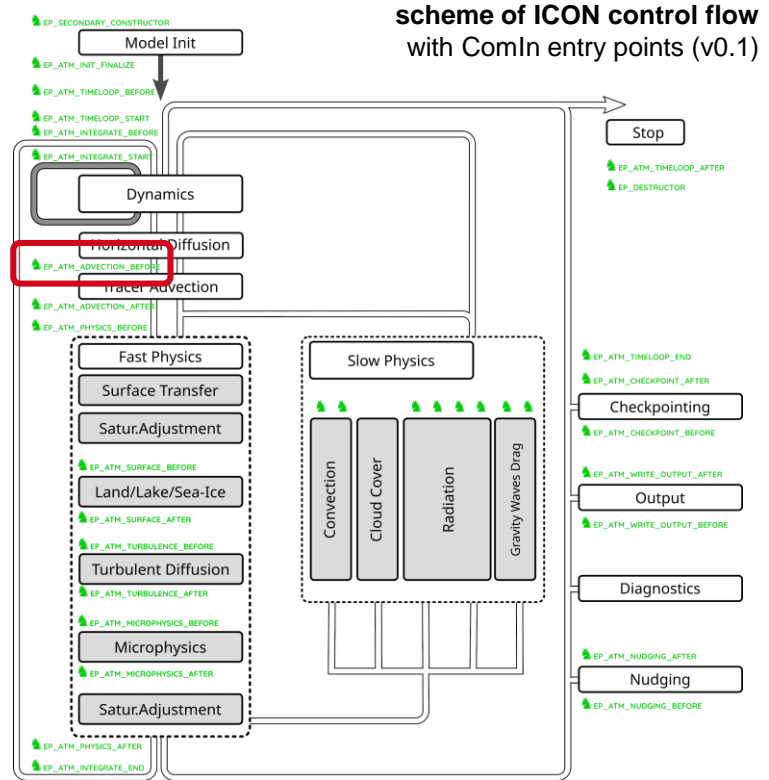 scheme of ICON control flow
with ComIn entry points (v0.1)
EP_SECONDARY_CONSTRUCTOR
Model Init
EP_ATM_INIT_FINALIZE
EP_ATM_TIMELOOP_BEFORE
EP_ATM_TIMELOOP_START
EP_ATM_INTEGRATE_BEFORE
EP_ATM_INTEGRATE_START
Dynamics
Horizontal Diffusion
EP_ATM_ADVECTION_BEFORE
Tracer Advection
EP_ATM_ADVECTION_AFTER
EP_ATM_PHYSICS_BEFORE
Fast Physics
Surface Transfer
Satur.Adjustment
EP_ATM_SURFACE_BEFORE
Land/Lake/Sea-Ice
EP_ATM_SURFACE_AFTER
EP_ATM_TURBULENCE_BEFORE
Turbulent Diffusion
EP_ATM_TURBULENCE_AFTER
EP_ATM_MICROPHYSICS_BEFORE
Microphysics
EP_ATM_MICROPHYSICS_AFTER
Satur.Adjustment
EP_ATM_PHYSICS_AFTER
EP_ATM_INTEGRATE_END
Slow Physics
Convection
Cloud Cover
Radiation
Gravity Waves Drag
Stop
EP_ATM_TIMELOOP_AFTER
EP_DESTRUCTOR
EP_ATM_TIMELOOP_END
EP_ATM_CHECKPOINT_AFTER
Checkpointing
EP_ATM_CHECKPOINT_BEFORE
EP_ATM_WRITE_OUTPUT_AFTER
Output
EP_ATM_WRITE_OUTPUT_BEFORE
Diagnostics
EP_ATM_NUDGING_AFTER
Nudging
EP_ATM_NUDGING_BEFORE